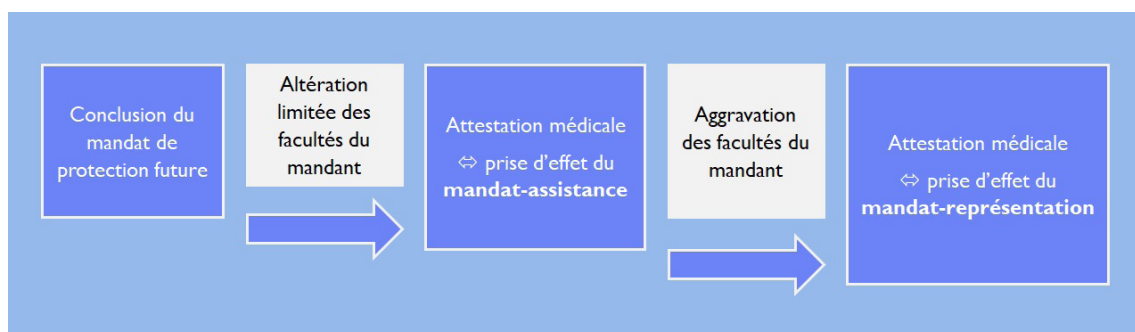 Conclusion du
mandat de
protection future
Altération
limitée des
facultés du
mandant
Attestation médicale
⇔ prise d’effet du
mandat-assistance
Aggravation
des facultés du
mandant
Attestation médicale
⇔ prise d’effet du
mandat-représentation